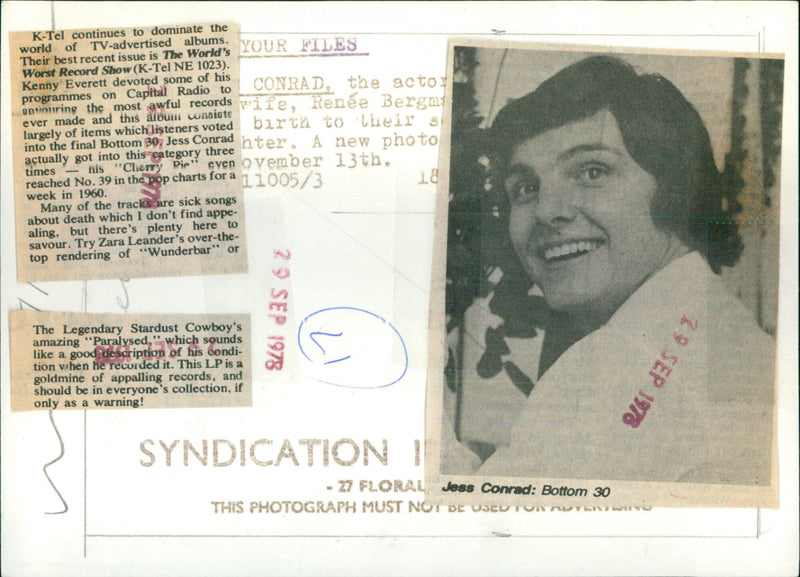 K-Tel continues to dominate the
world of TV-advertised albums.
Their best recent issue is The World's
Worst Record Show (K-Tel NE 1023).
Kenny Everett devoted some of his
programmes on Capital Radio to
the most awful records
ever made and this album consists
largely of items which listeners voted
into the final Bottom 30. Jess Conrad
actually got into this category three
times — his "Cherry Pie" even
reached No. 39 in the pop charts for a
week in 1960.
Many of the tracks are sick songs
about death which I don't find appe-
aling, but there's plenty here to
savour. Try Zara Leander's over-the-
top rendering of "Wunderbar" or
The Legendary Stardust Cowboy's
amazing "Paralysed," which sounds
like a good description of his condi-
tion when he recorded it. This LP is a
goldmine of appalling records, and
should be in everyone's collection, if
only as a warning!
YOUR FILES
CONRAD, the actor
wife, Renée Bergm
birth to their s
hter. A new photo
ovember 13th.
11005/3 18
29 SEP 1978
21
29 SEP 1978
Jess Conrad: Bottom 30
SYNDICATION I
- 27 FLORAL
THIS PHOTOGRAPH MUST NOT BE USED FOR ADVERTISING